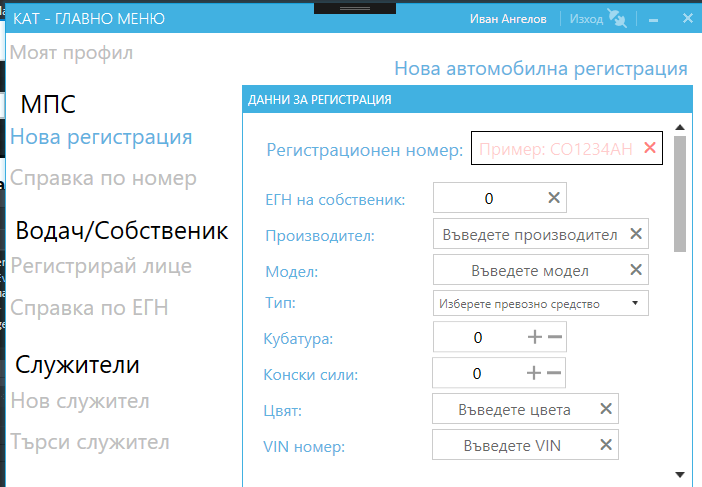 КАТ - ГЛАВНО МЕНЮ
Иван Ангелов
Изход
Моят профил
МПС
Нова регистрация
Справка по номер
Водач/Собственик
Регистрирай лице
Справка по ЕГН
Служители
Нов служител
Търси служител
Нова автомобилна регистрация
ДАННИ ЗА РЕГИСТРАЦИЯ
Регистрационен номер: Пример: СО1234АН
ЕГН на собственик: 0
Производител: Въведете производител
Модел: Въведете модел
Тип: Изберете превозно средство
Кубатура: 0
Конски сили: 0
Цвят: Въведете цвета
VIN номер: Въведете VIN